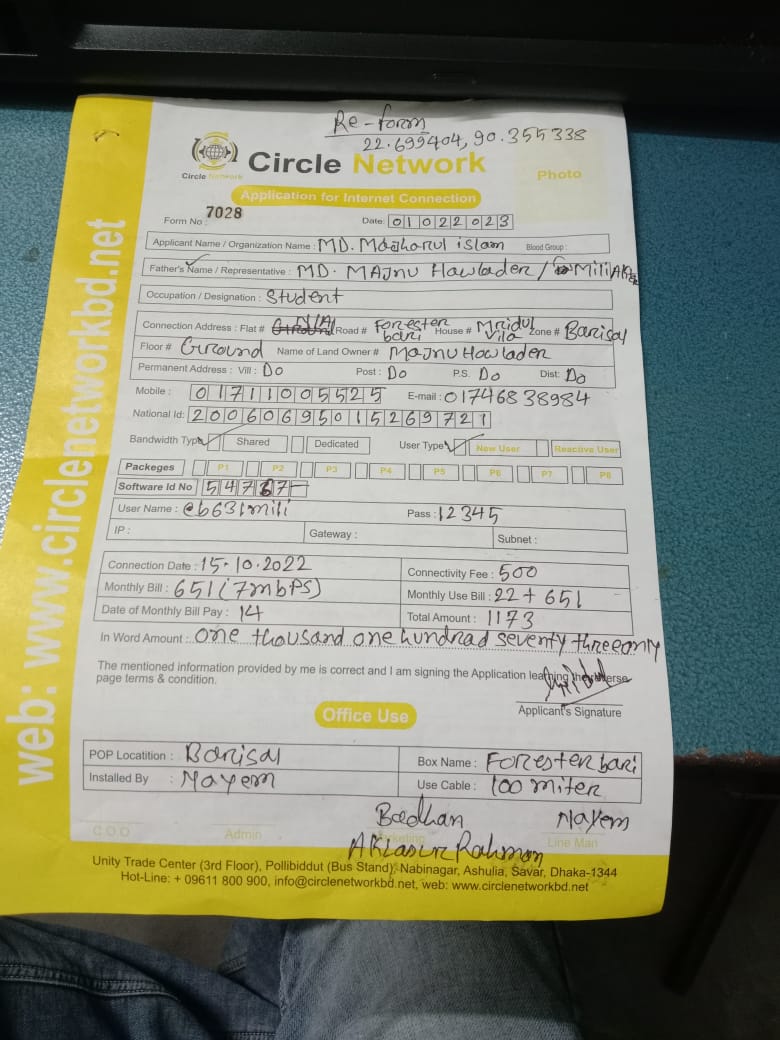 Re-form
22.699404, 90.355338
Circle Network
Circle Network
Photo
Application for Internet Connection
Form No : 7028
Date: 01022023
Applicant Name / Organization Name : MD. Mazharul islam Blood Group :
Father's Name / Representative : MD. MAjnu Hawlader / Mili
Occupation / Designation : Student
Connection Address : Flat # N/A Road # Forester bari House # Mridul Vila Zone # Barisal
Floor # Ground Name of Land Owner # Majnu Howlader
Permanent Address : Vill : Do Post : Do P.S. Do Dist: Do
Mobile : 01711005525 E-mail : 01746838984
National Id: 20060695015269721
Bandwidth Type Shared Dedicated User Type New User Reactive User
Packeges P1 P2 P3 P4 P5 P6 P7 P8
Software Id No 547
User Name : eb631mili Pass : 12345
IP : Gateway : Subnet :
Connection Date : 15.10.2022 Connectivity Fee : 500
Monthly Bill : 651 (7mbPS) Monthly Use Bill : 22 + 651
Date of Monthly Bill Pay : 14 Total Amount : 1173
In Word Amount : one thousand one hundrad seventy three only
The mentioned information provided by me is correct and I am signing the Application
page terms & condition.
Applicant's Signature
Office Use
POP Locatition : Barisal Box Name : Forester bari
Installed By : Nayem Use Cable : 100 miter
Badhan Nayem
C.O.O Admin Marketing Line Man
Rahman
Unity Trade Center (3rd Floor), Pollibiddut (Bus Stand), Nabinagar, Ashulia, Savar, Dhaka-1344
Hot-Line: + 09611 800 900, info@circlenetworkbd.net, web: www.circlenetworkbd.net
web: www.circlenetworkbd.net